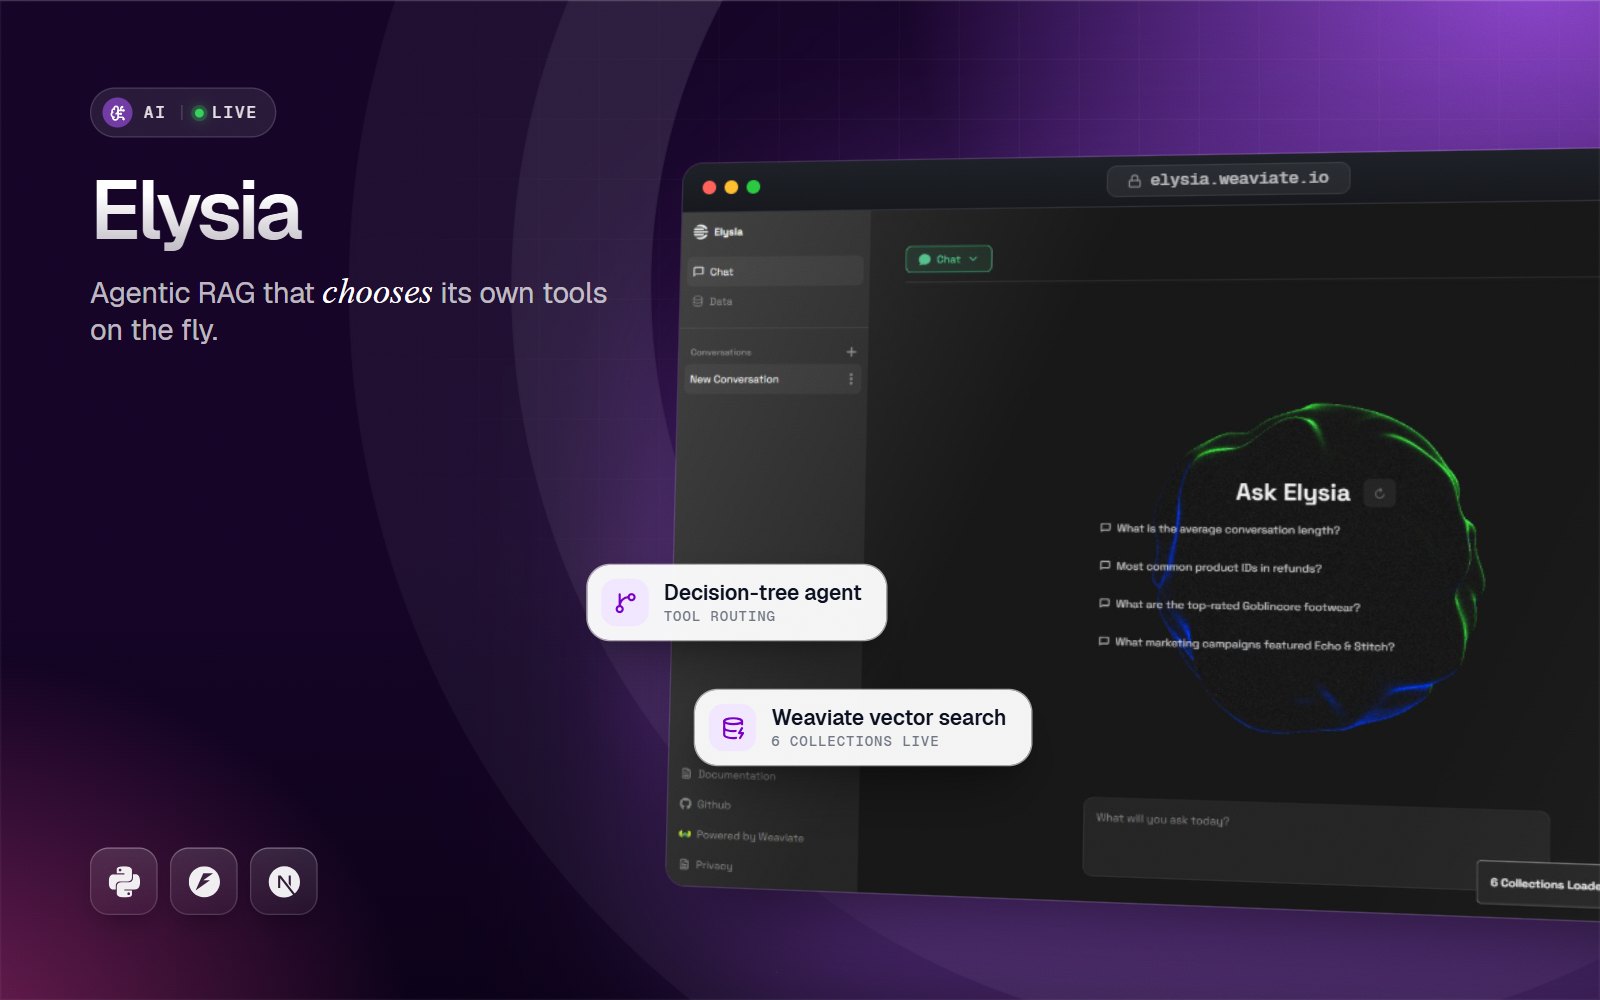 AI | LIVE
Elysia
Agentic RAG that chooses its own tools
on the fly.
elysia.weaviate.io
Elysia
Chat
Data
Conversations
New Conversation
Chat
Ask Elysia
What is the average conversation length?
Most common product IDs in refunds?
What are the top-rated Goblincore footwear?
What marketing campaigns featured Echo & Stitch?
Decision-tree agent
TOOL ROUTING
Weaviate vector search
6 COLLECTIONS LIVE
Documentation
Github
Powered by Weaviate
Privacy
What will you ask today?
6 Collections Loade